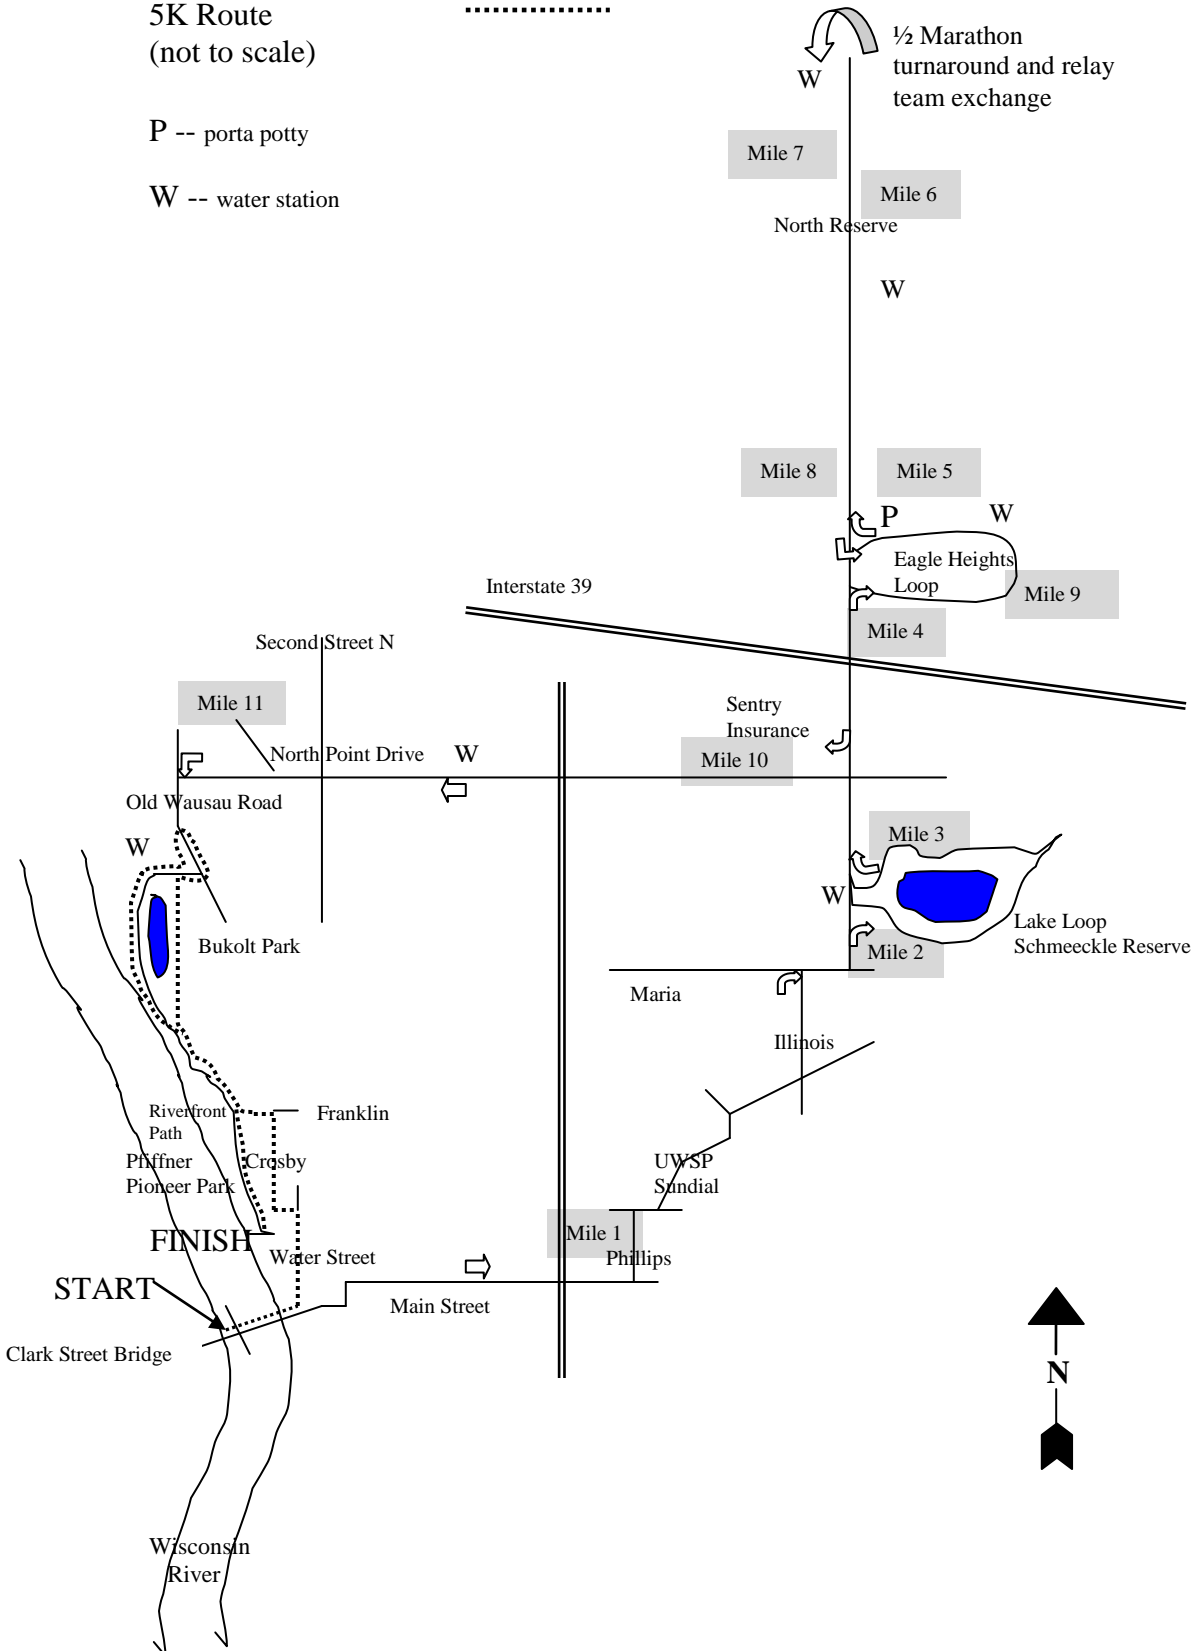 5K Route
(not to scale)
P -- porta potty
W -- water station
½ Marathon
turnaround and relay
team exchange
W
Mile 7
Mile 6
North Reserve
W
Mile 8
Mile 5
P
W
Eagle Heights
Loop
Mile 9
Interstate 39
Mile 4
Second Street N
Mile 11
Sentry
Insurance
North Point Drive
W
Mile 10
Old Wausau Road
W
Mile 3
W
Lake Loop
Schmeeckle Reserve
Bukolt Park
Mile 2
Maria
Illinois
Riverfront
Path
Franklin
Pfiffner
Pioneer Park
Crosby
UWSP
Sundial
FINISH
Water Street
Mile 1
Phillips
START
Main Street
Clark Street Bridge
N
Wisconsin
River